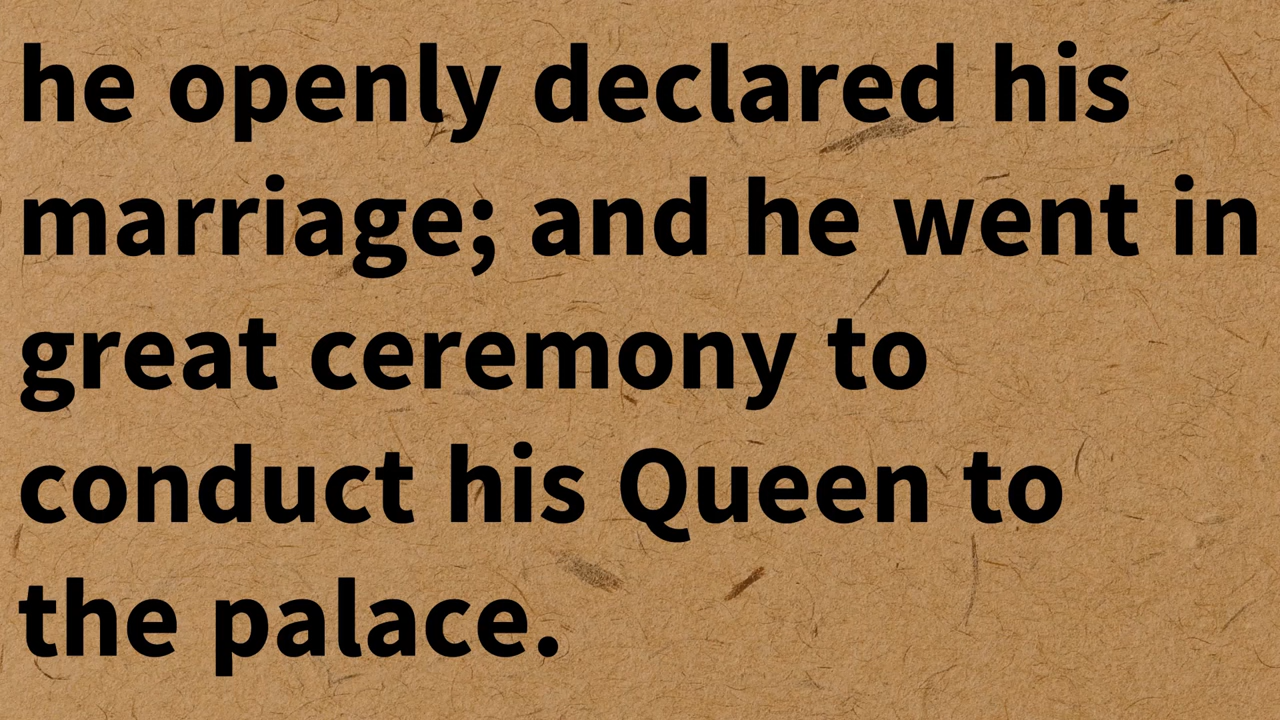 he openly declared his
marriage; and he went in
great ceremony to
conduct his Queen to
the palace.